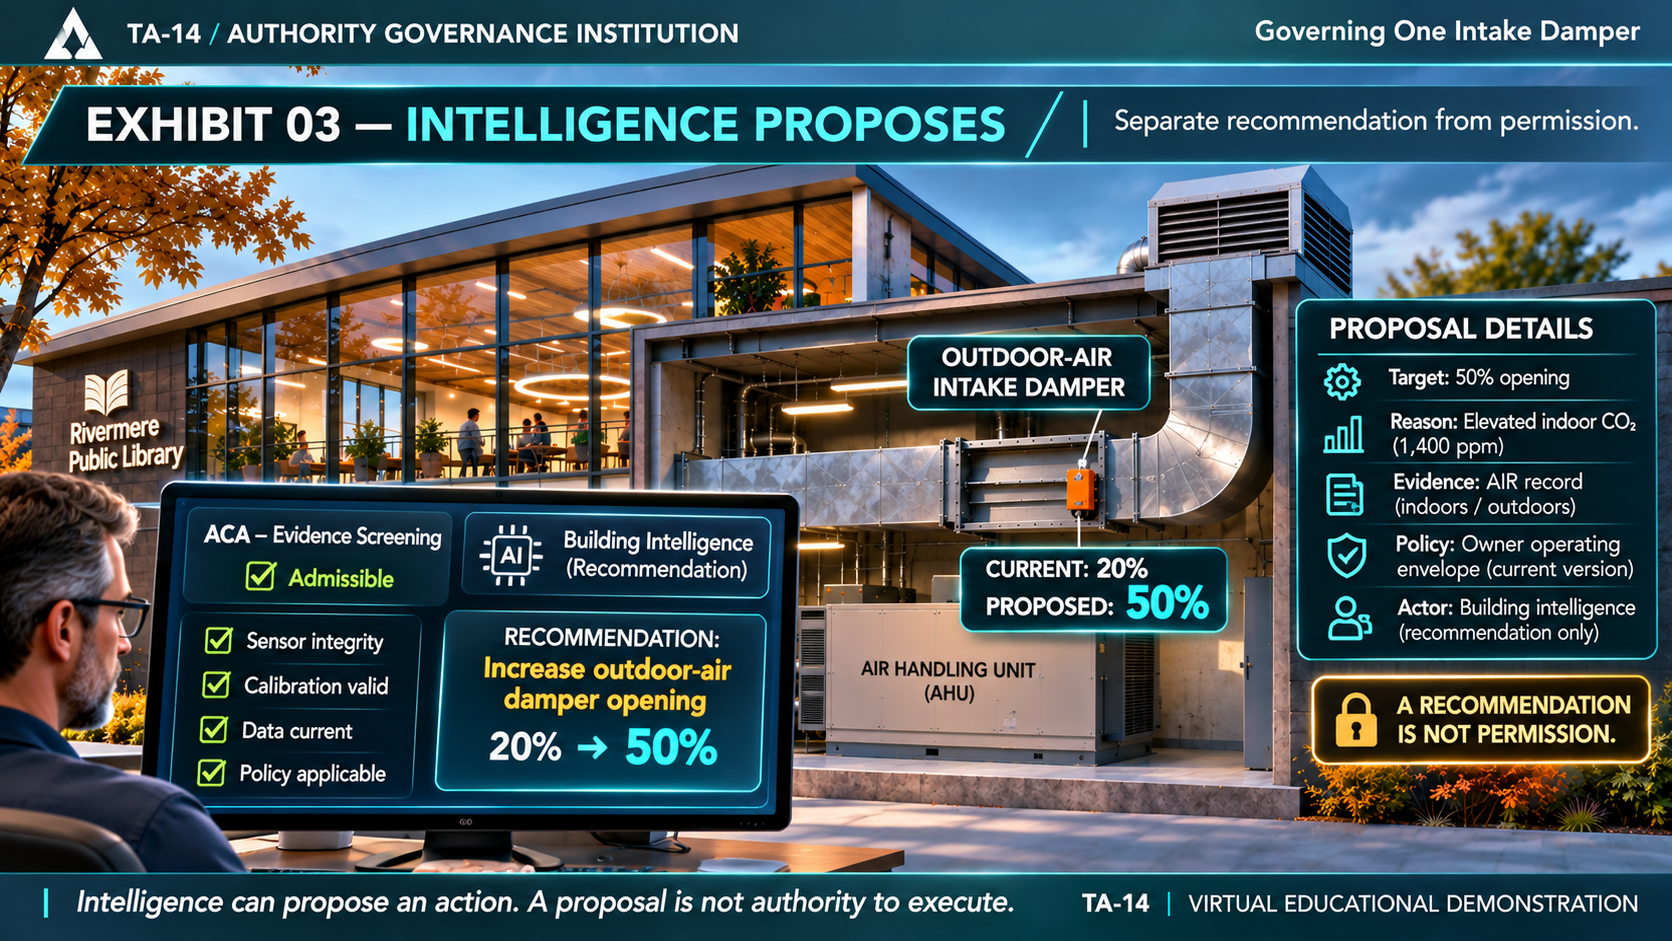 TA-14 / AUTHORITY GOVERNANCE INSTITUTION
Governing One Intake Damper
EXHIBIT 03 — INTELLIGENCE PROPOSES
Separate recommendation from permission.
Rivermere
Public Library
OUTDOOR-AIR
INTAKE DAMPER
CURRENT: 20%
PROPOSED: 50%
AIR HANDLING UNIT
(AHU)
PROPOSAL DETAILS
Target: 50% opening
Reason: Elevated indoor CO₂
(1,400 ppm)
Evidence: AIR record
(indoors / outdoors)
Policy: Owner operating
envelope (current version)
Actor: Building intelligence
(recommendation only)
A RECOMMENDATION
IS NOT PERMISSION.
ACA – Evidence Screening
Admissible
Sensor integrity
Calibration valid
Data current
Policy applicable
AI
Building Intelligence
(Recommendation)
RECOMMENDATION:
Increase outdoor-air
damper opening
20% → 50%
Intelligence can propose an action. A proposal is not authority to execute.
TA-14 | VIRTUAL EDUCATIONAL DEMONSTRATION